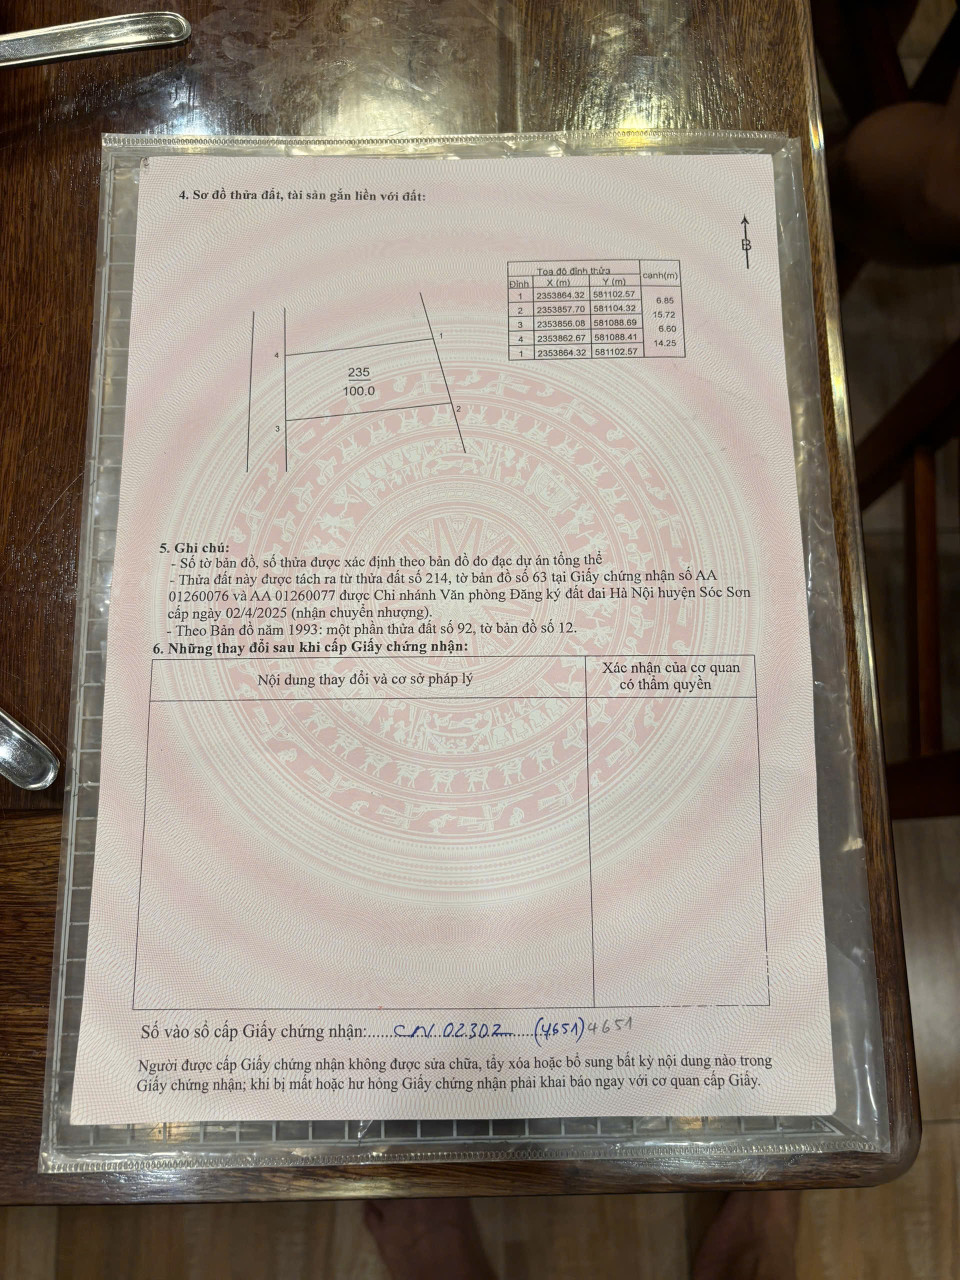 4. Sơ đồ thửa đất, tài sản gắn liền với đất:
B
Toạ độ đỉnh thửa cạnh(m)
Đỉnh X (m) Y (m)
1 2353864.32 581102.57
6.85
2 2353857.70 581104.32
15.72
3 2353856.08 581088.69
6.60
4 2353862.67 581088.41
14.25
1 2353864.32 581102.57
1
4
235
100.0
2
3
5. Ghi chú:
- Số tờ bản đồ, số thửa được xác định theo bản đồ đo đạc dự án tổng thể
- Thửa đất này được tách ra từ thửa đất số 214, tờ bản đồ số 63 tại Giấy chứng nhận số AA
01260076 và AA 01260077 được Chi nhánh Văn phòng Đăng ký đất đai Hà Nội huyện Sóc Sơn
cấp ngày 02/4/2025 (nhận chuyển nhượng).
- Theo Bản đồ năm 1993: một phần thửa đất số 92, tờ bản đồ số 12.
6. Những thay đổi sau khi cấp Giấy chứng nhận:
Nội dung thay đổi và cơ sở pháp lý
Xác nhận của cơ quan
có thẩm quyền
Số vào sổ cấp Giấy chứng nhận:......CN 02302......(4651) 4651
Người được cấp Giấy chứng nhận không được sửa chữa, tẩy xóa hoặc bổ sung bất kỳ nội dung nào trong
Giấy chứng nhận; khi bị mất hoặc hư hỏng Giấy chứng nhận phải khai báo ngay với cơ quan cấp Giấy.